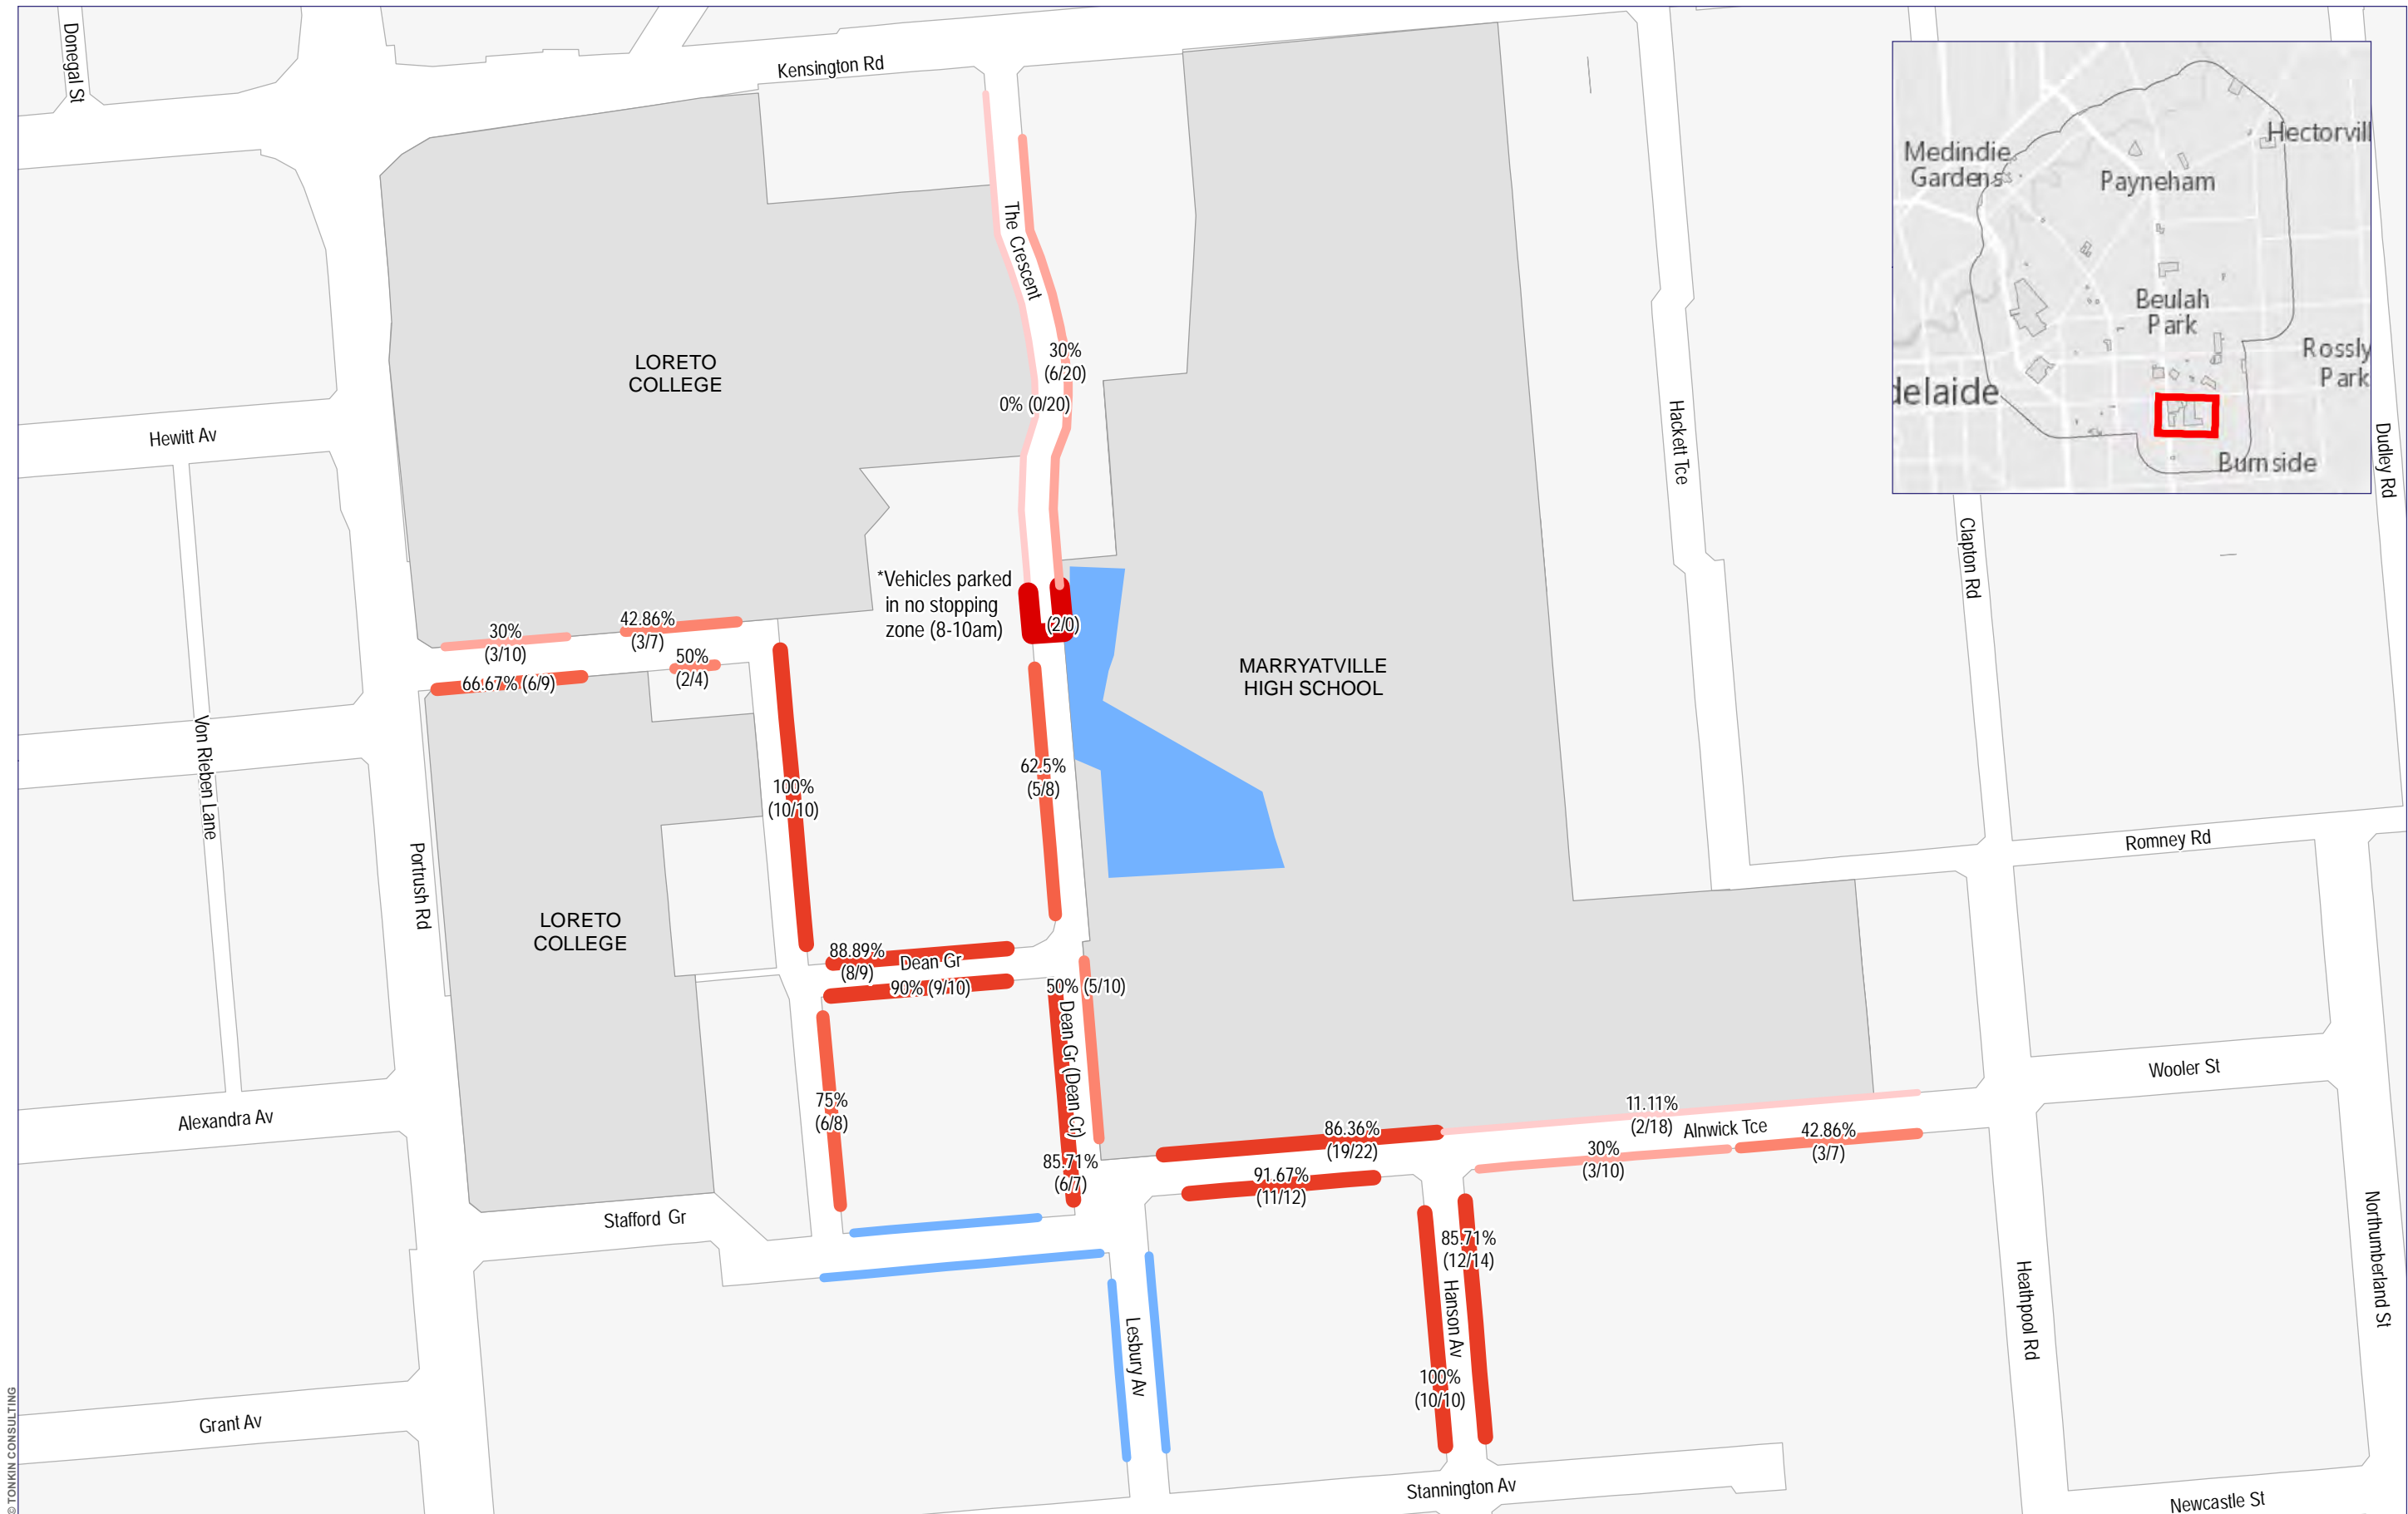 Donegal St
Kensington Rd
Medindie
Gardens
Hectorvill
Payneham
Beulah
Park
Rossly
Park
delaide
Burnside
The Crescent
30%
(6/20)
0% (0/20)
LORETO
COLLEGE
Hewitt Av
Hackett Tce
Dudley Rd
Clapton Rd
*Vehicles parked
in no stopping
zone (8-10am)
(2/0)
30%
(3/10)
42.86%
(3/7)
50%
(2/4)
66.67% (6/9)
MARRYATVILLE
HIGH SCHOOL
Von Rieben Lane
100%
(10/10)
62.5%
(5/8)
Portrush Rd
Romney Rd
LORETO
COLLEGE
88.89%
(8/9)
Dean Gr
90% (9/10)
50% (5/10)
Dean Gr (Dean Cr)
75%
(6/8)
85.71%
(6/7)
Alexandra Av
Wooler St
11.11%
(2/18)
Alnwick Tce
42.86%
(3/7)
86.36%
(19/22)
30%
(3/10)
91.67%
(11/12)
Stafford Gr
85.71%
(12/14)
Hanson Av
100%
(10/10)
Lesbury Av
Heathpool Rd
Northumberland St
Grant Av
Stannington Av
Newcastle St
© TONKIN CONSULTING